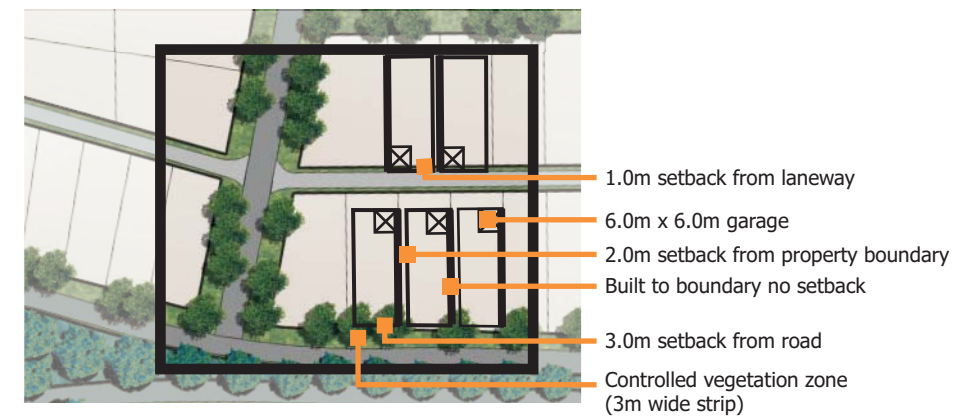 1.0m setback from laneway
6.0m x 6.0m garage
2.0m setback from property boundary
Built to boundary no setback
3.0m setback from road
Controlled vegetation zone
(3m wide strip)